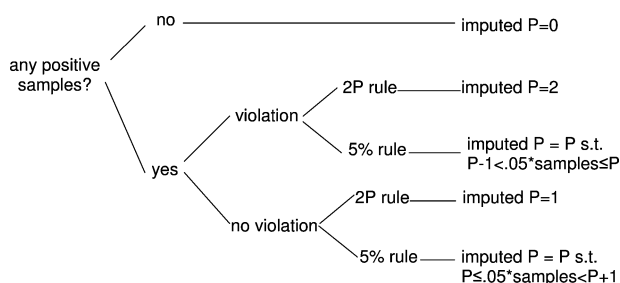 no
imputed P=0
any positive
samples?
2P rule
imputed P=2
violation
5% rule
imputed P = P s.t.
P-1<.05*samples≤P
yes
2P rule
imputed P=1
no violation
5% rule
imputed P = P s.t.
P≤.05*samples<P+1